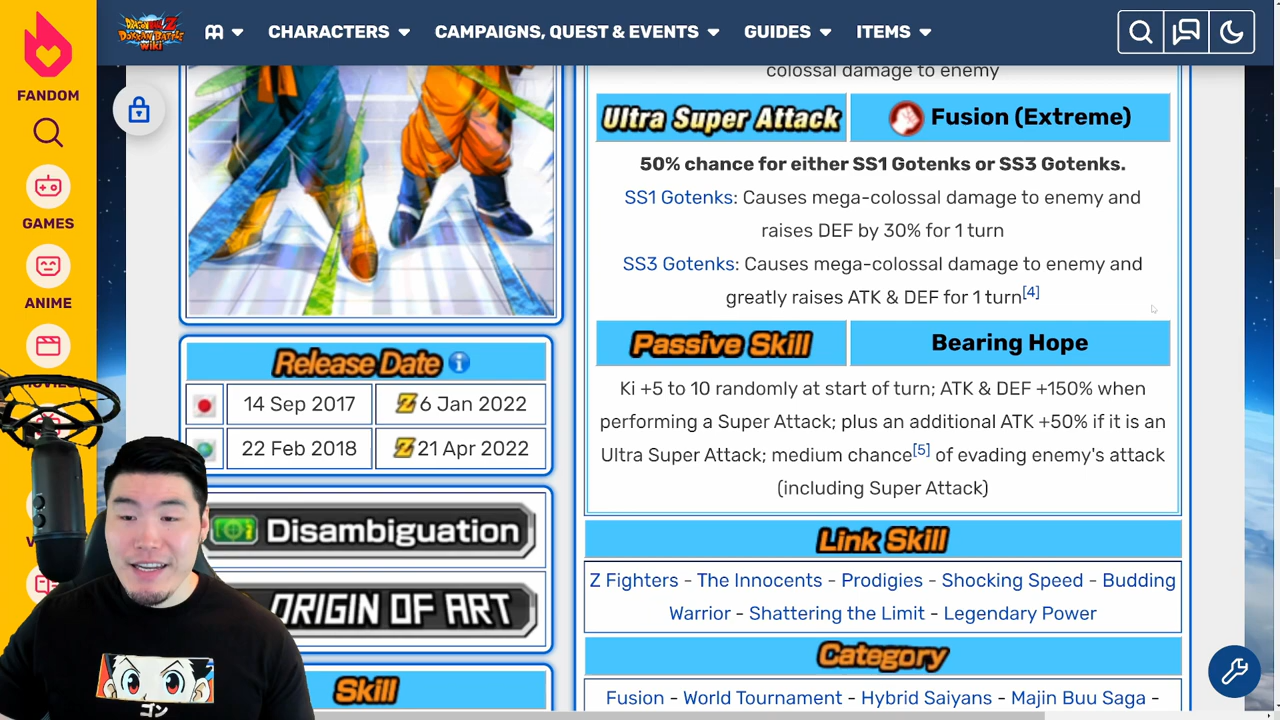 DRAGON BALL Z
DOKKAN BATTLE
WIKI
CHARACTERS
CAMPAIGNS, QUEST & EVENTS
GUIDES
ITEMS
FANDOM
GAMES
ANIME
colossal damage to enemy
Ultra Super Attack
Fusion (Extreme)
50% chance for either SS1 Gotenks or SS3 Gotenks.
SS1 Gotenks: Causes mega-colossal damage to enemy and
raises DEF by 30% for 1 turn
SS3 Gotenks: Causes mega-colossal damage to enemy and
greatly raises ATK & DEF for 1 turn[4]
Passive Skill
Bearing Hope
Ki +5 to 10 randomly at start of turn; ATK & DEF +150% when
performing a Super Attack; plus an additional ATK +50% if it is an
Ultra Super Attack; medium chance[5] of evading enemy's attack
(including Super Attack)
Release Date i
14 Sep 2017
Z 6 Jan 2022
22 Feb 2018
Z 21 Apr 2022
Disambiguation
ORIGIN OF ART
Skill
Link Skill
Z Fighters - The Innocents - Prodigies - Shocking Speed - Budding
Warrior - Shattering the Limit - Legendary Power
Category
Fusion - World Tournament - Hybrid Saiyans - Majin Buu Saga -
ゴン